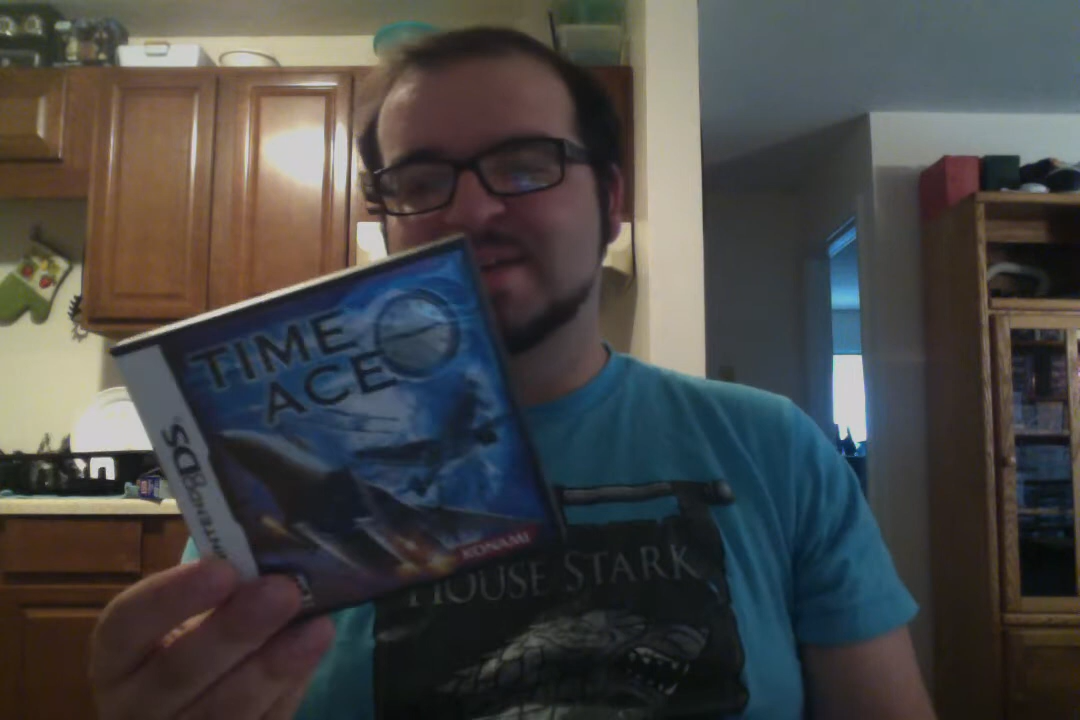 TIME
ACE
NINTENDO DS
KONAMI
HOUSE STARK